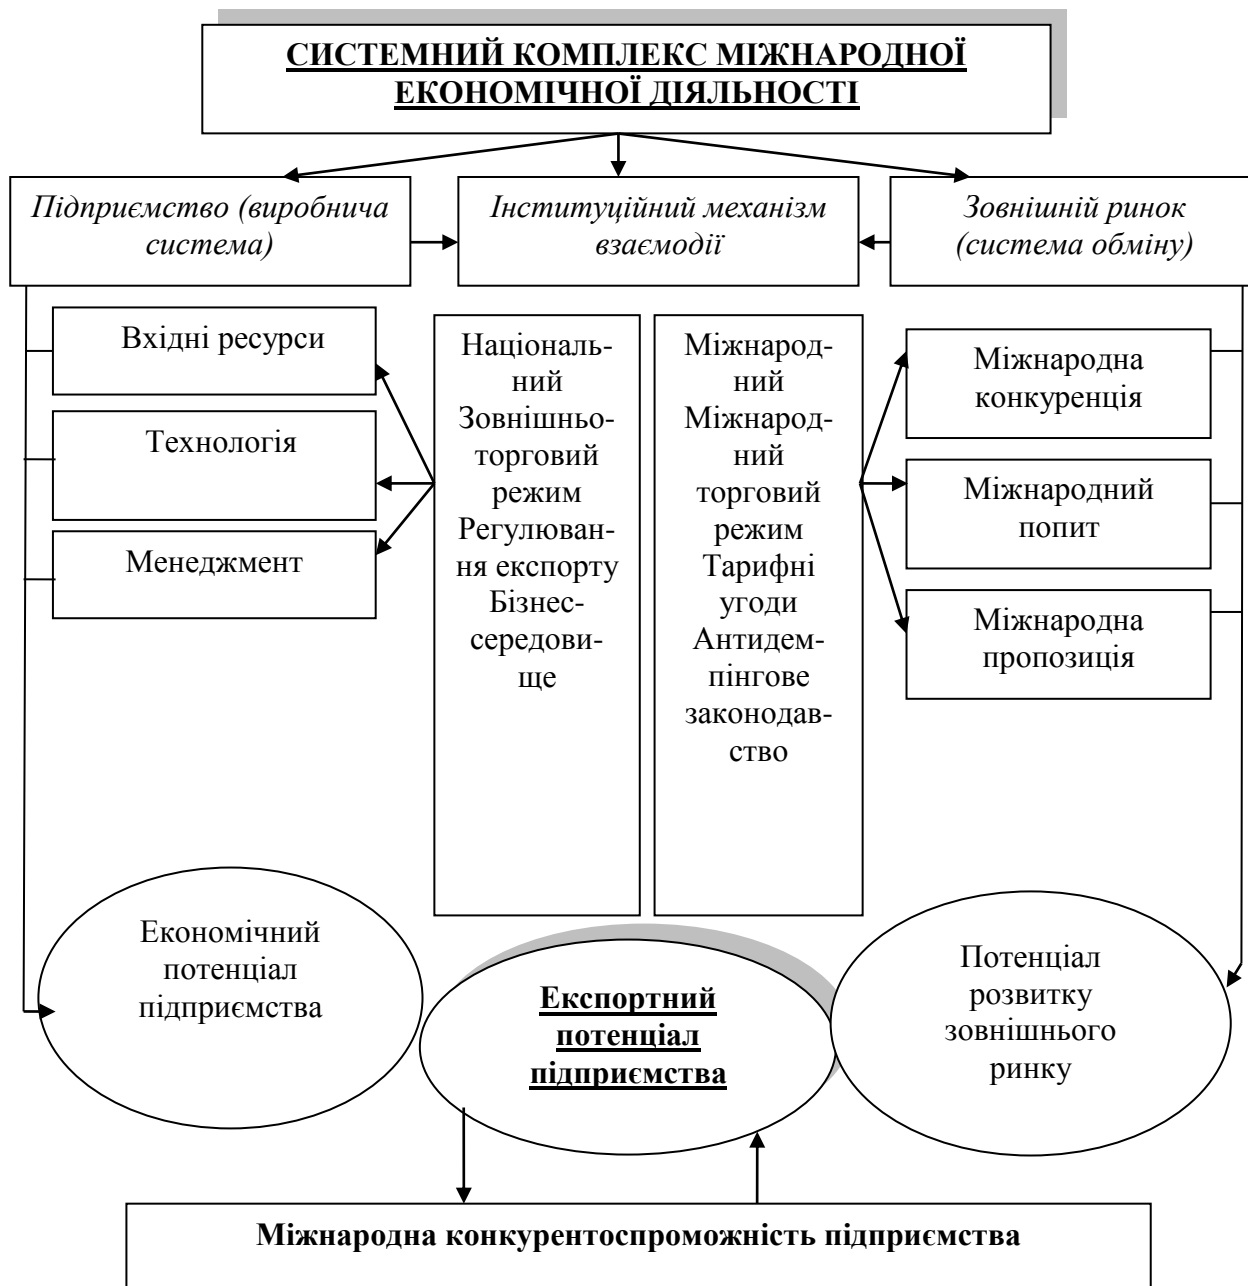 СИСТЕМНИЙ КОМПЛЕКС МІЖНАРОДНОЇ
ЕКОНОМІЧНОЇ ДІЯЛЬНОСТІ
Підприємство (виробнича
система)
Інституційний механізм
взаємодії
Зовнішній ринок
(система обміну)
Вхідні ресурси
Технологія
Менеджмент
Національ-
ний
Зовнішньо-
торговий
режим
Регулюван-
ня експорту
Бізнес-
середови-
ще
Міжнарод-
ний
Міжнарод-
ний
торговий
режим
Тарифні
угоди
Антидем-
пінгове
законодав-
ство
Міжнародна
конкуренція
Міжнародний
попит
Міжнародна
пропозиція
Економічний
потенціал
підприємства
Експортний
потенціал
підприємства
Потенціал
розвитку
зовнішнього
ринку
Міжнародна конкурентоспроможність підприємства